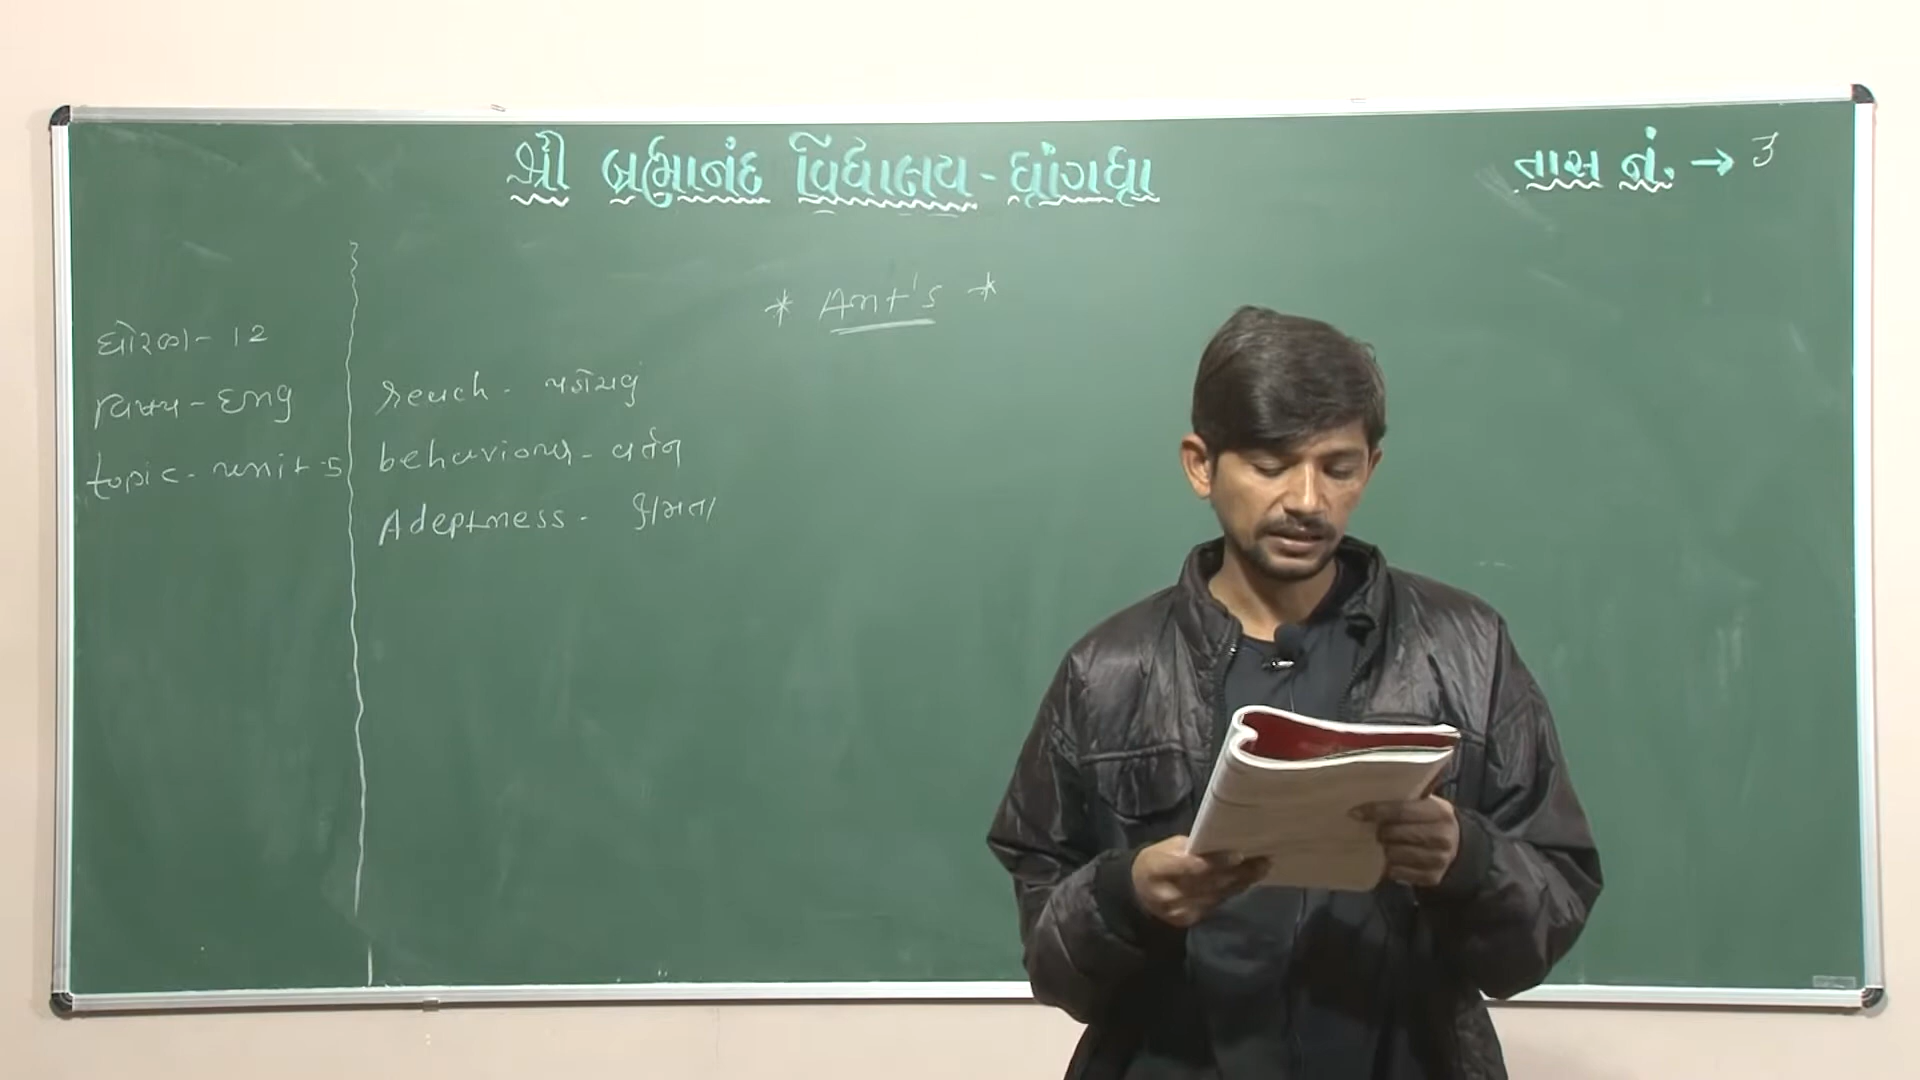 શ્રી બ્રહ્માનંદ વિદ્યાલય - ધ્રાંગધ્રા
તાસ નં. → 3
* Ant's *
ધોરણ - 12
વિષય - Eng
topic - unit - 5
reach - પહોંચવું
behaviour - વર્તન
Adeptness - ક્ષમતા